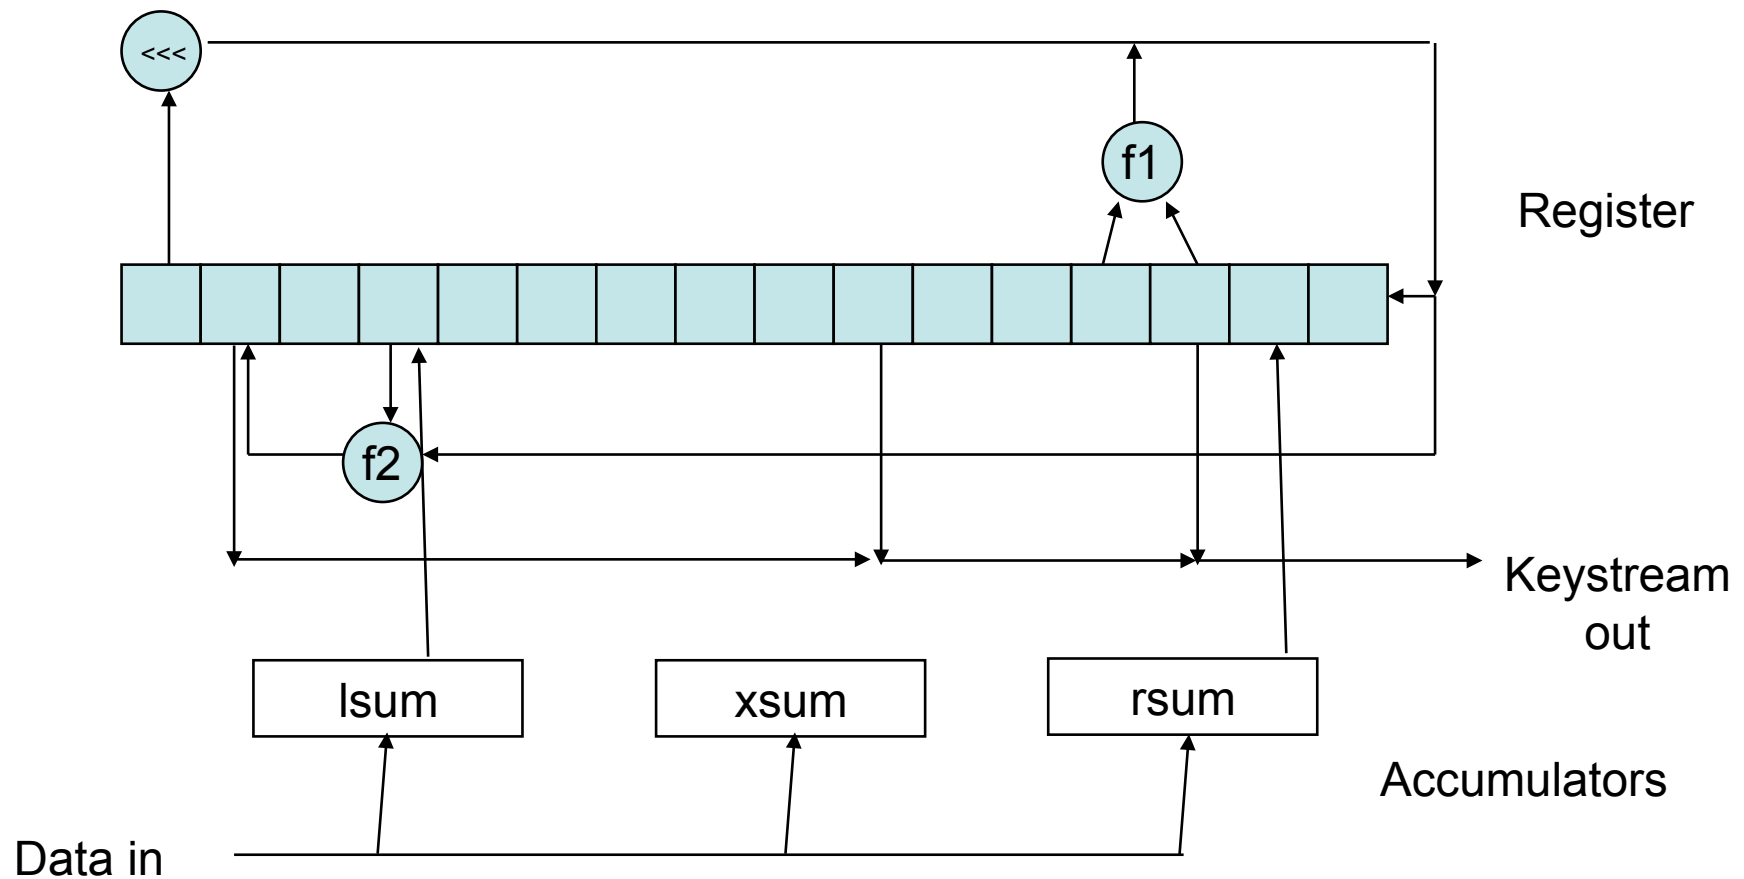 <<<
f1
Register
f2
Keystream
out
lsum
xsum
rsum
Accumulators
Data in